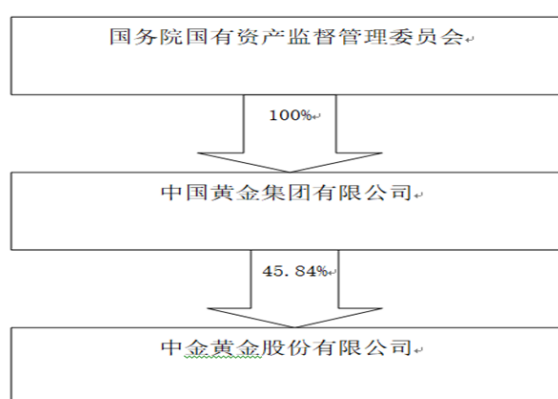 国务院国有资产监督管理委员会
100%
中国黄金集团有限公司
45.84%
中金黄金股份有限公司